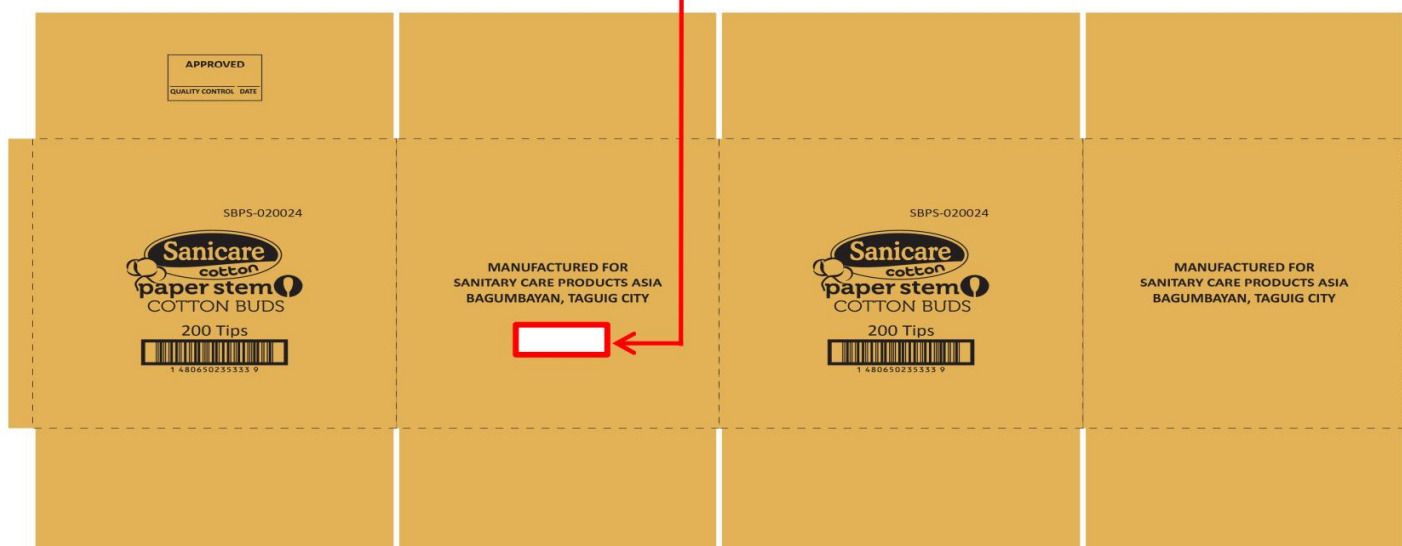 APPROVED
QUALITY CONTROL DATE
SBPS-020024
Sanicare
cotton
paper stem
COTTON BUDS
200 Tips
1 480650235333 9
MANUFACTURED FOR
SANITARY CARE PRODUCTS ASIA
BAGUMBAYAN, TAGUIG CITY
SBPS-020024
Sanicare
cotton
paper stem
COTTON BUDS
200 Tips
1 480650235333 9
MANUFACTURED FOR
SANITARY CARE PRODUCTS ASIA
BAGUMBAYAN, TAGUIG CITY